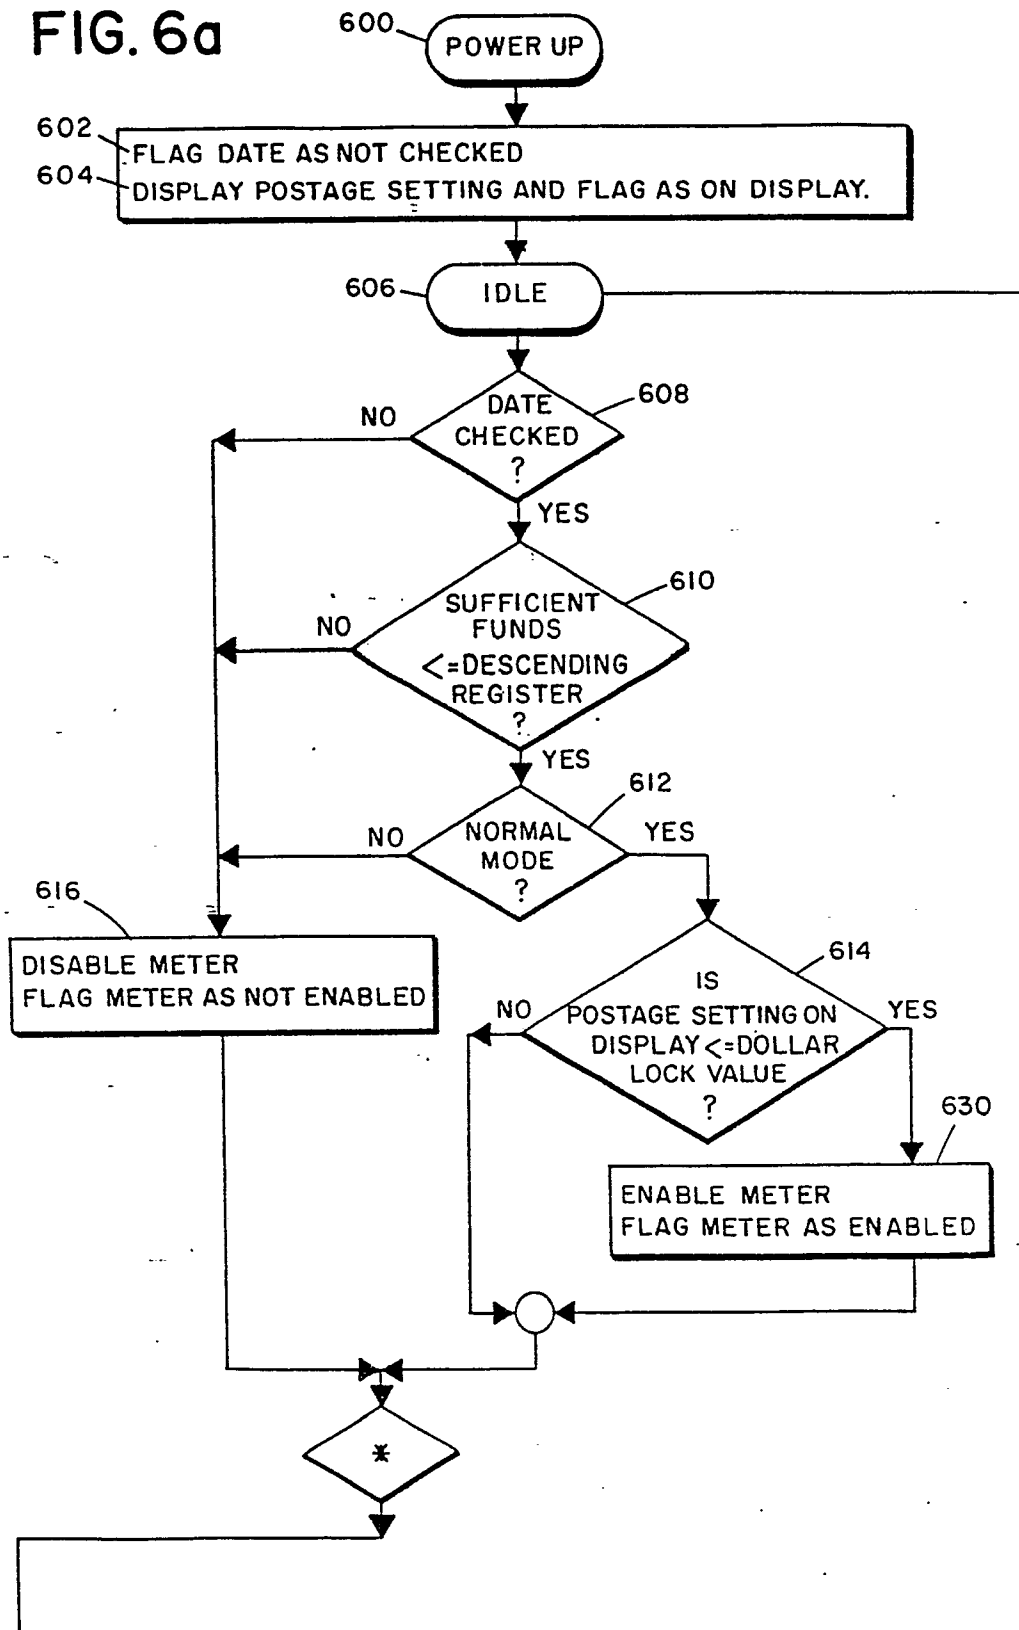 FIG. 6a
600
POWER UP
602
FLAG DATE AS NOT CHECKED
604
DISPLAY POSTAGE SETTING AND FLAG AS ON DISPLAY.
606
IDLE
608
DATE
CHECKED
?
NO
YES
610
SUFFICIENT
FUNDS
<=DESCENDING
REGISTER
?
NO
YES
612
NORMAL
MODE
?
NO
YES
616
DISABLE METER
FLAG METER AS NOT ENABLED
614
IS
POSTAGE SETTING ON
DISPLAY <=DOLLAR
LOCK VALUE
?
NO
YES
630
ENABLE METER
FLAG METER AS ENABLED
*